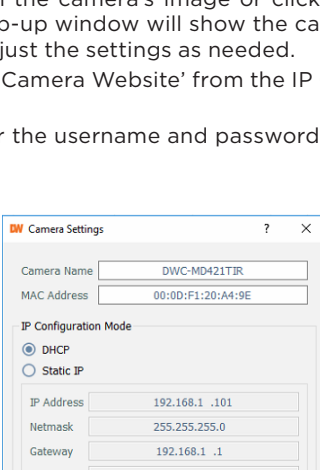 the camera's image or click
p-up window will show the ca
just the settings as needed.
Camera Website' from the IP
r the username and password
DW Camera Settings ? ×
Camera Name DWC-MD421TIR
MAC Address 00:0D:F1:20:A4:9E
IP Configuration Mode
DHCP
Static IP
IP Address 192.168.1 .101
Netmask 255.255.255.0
Gateway 192.168.1 .1